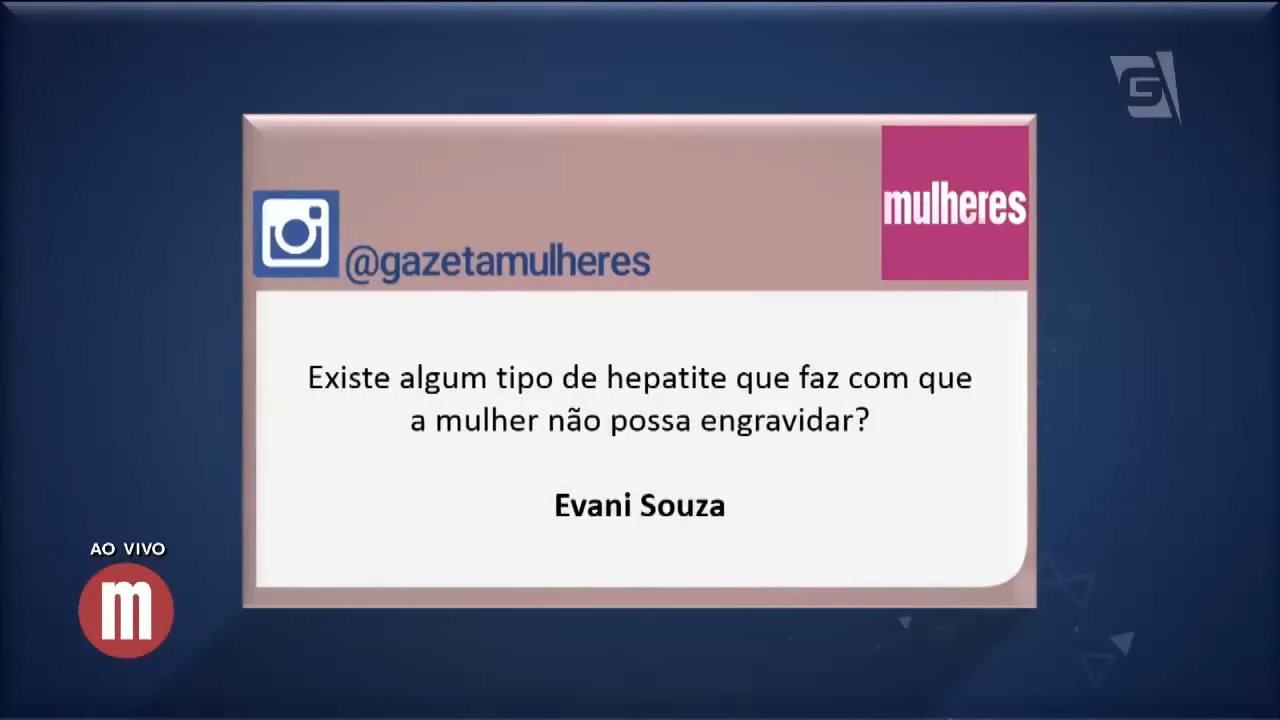 mulheres
@gazetamulheres
Existe algum tipo de hepatite que faz com que
a mulher não possa engravidar?
Evani Souza
AO VIVO
m